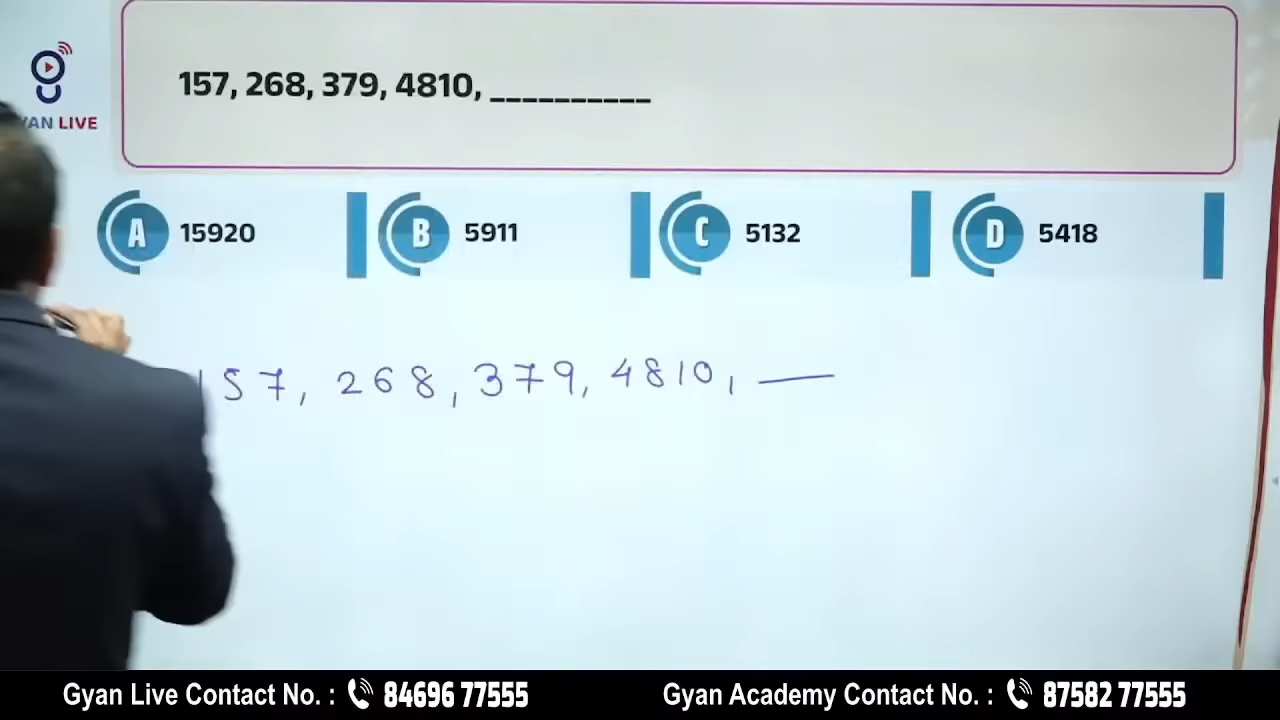 157, 268, 379, 4810, __________
YAN LIVE
A 15920 B 5911 C 5132 D 5418
157, 268, 379, 4810, —
Gyan Live Contact No. : 84696 77555 Gyan Academy Contact No. : 87582 77555